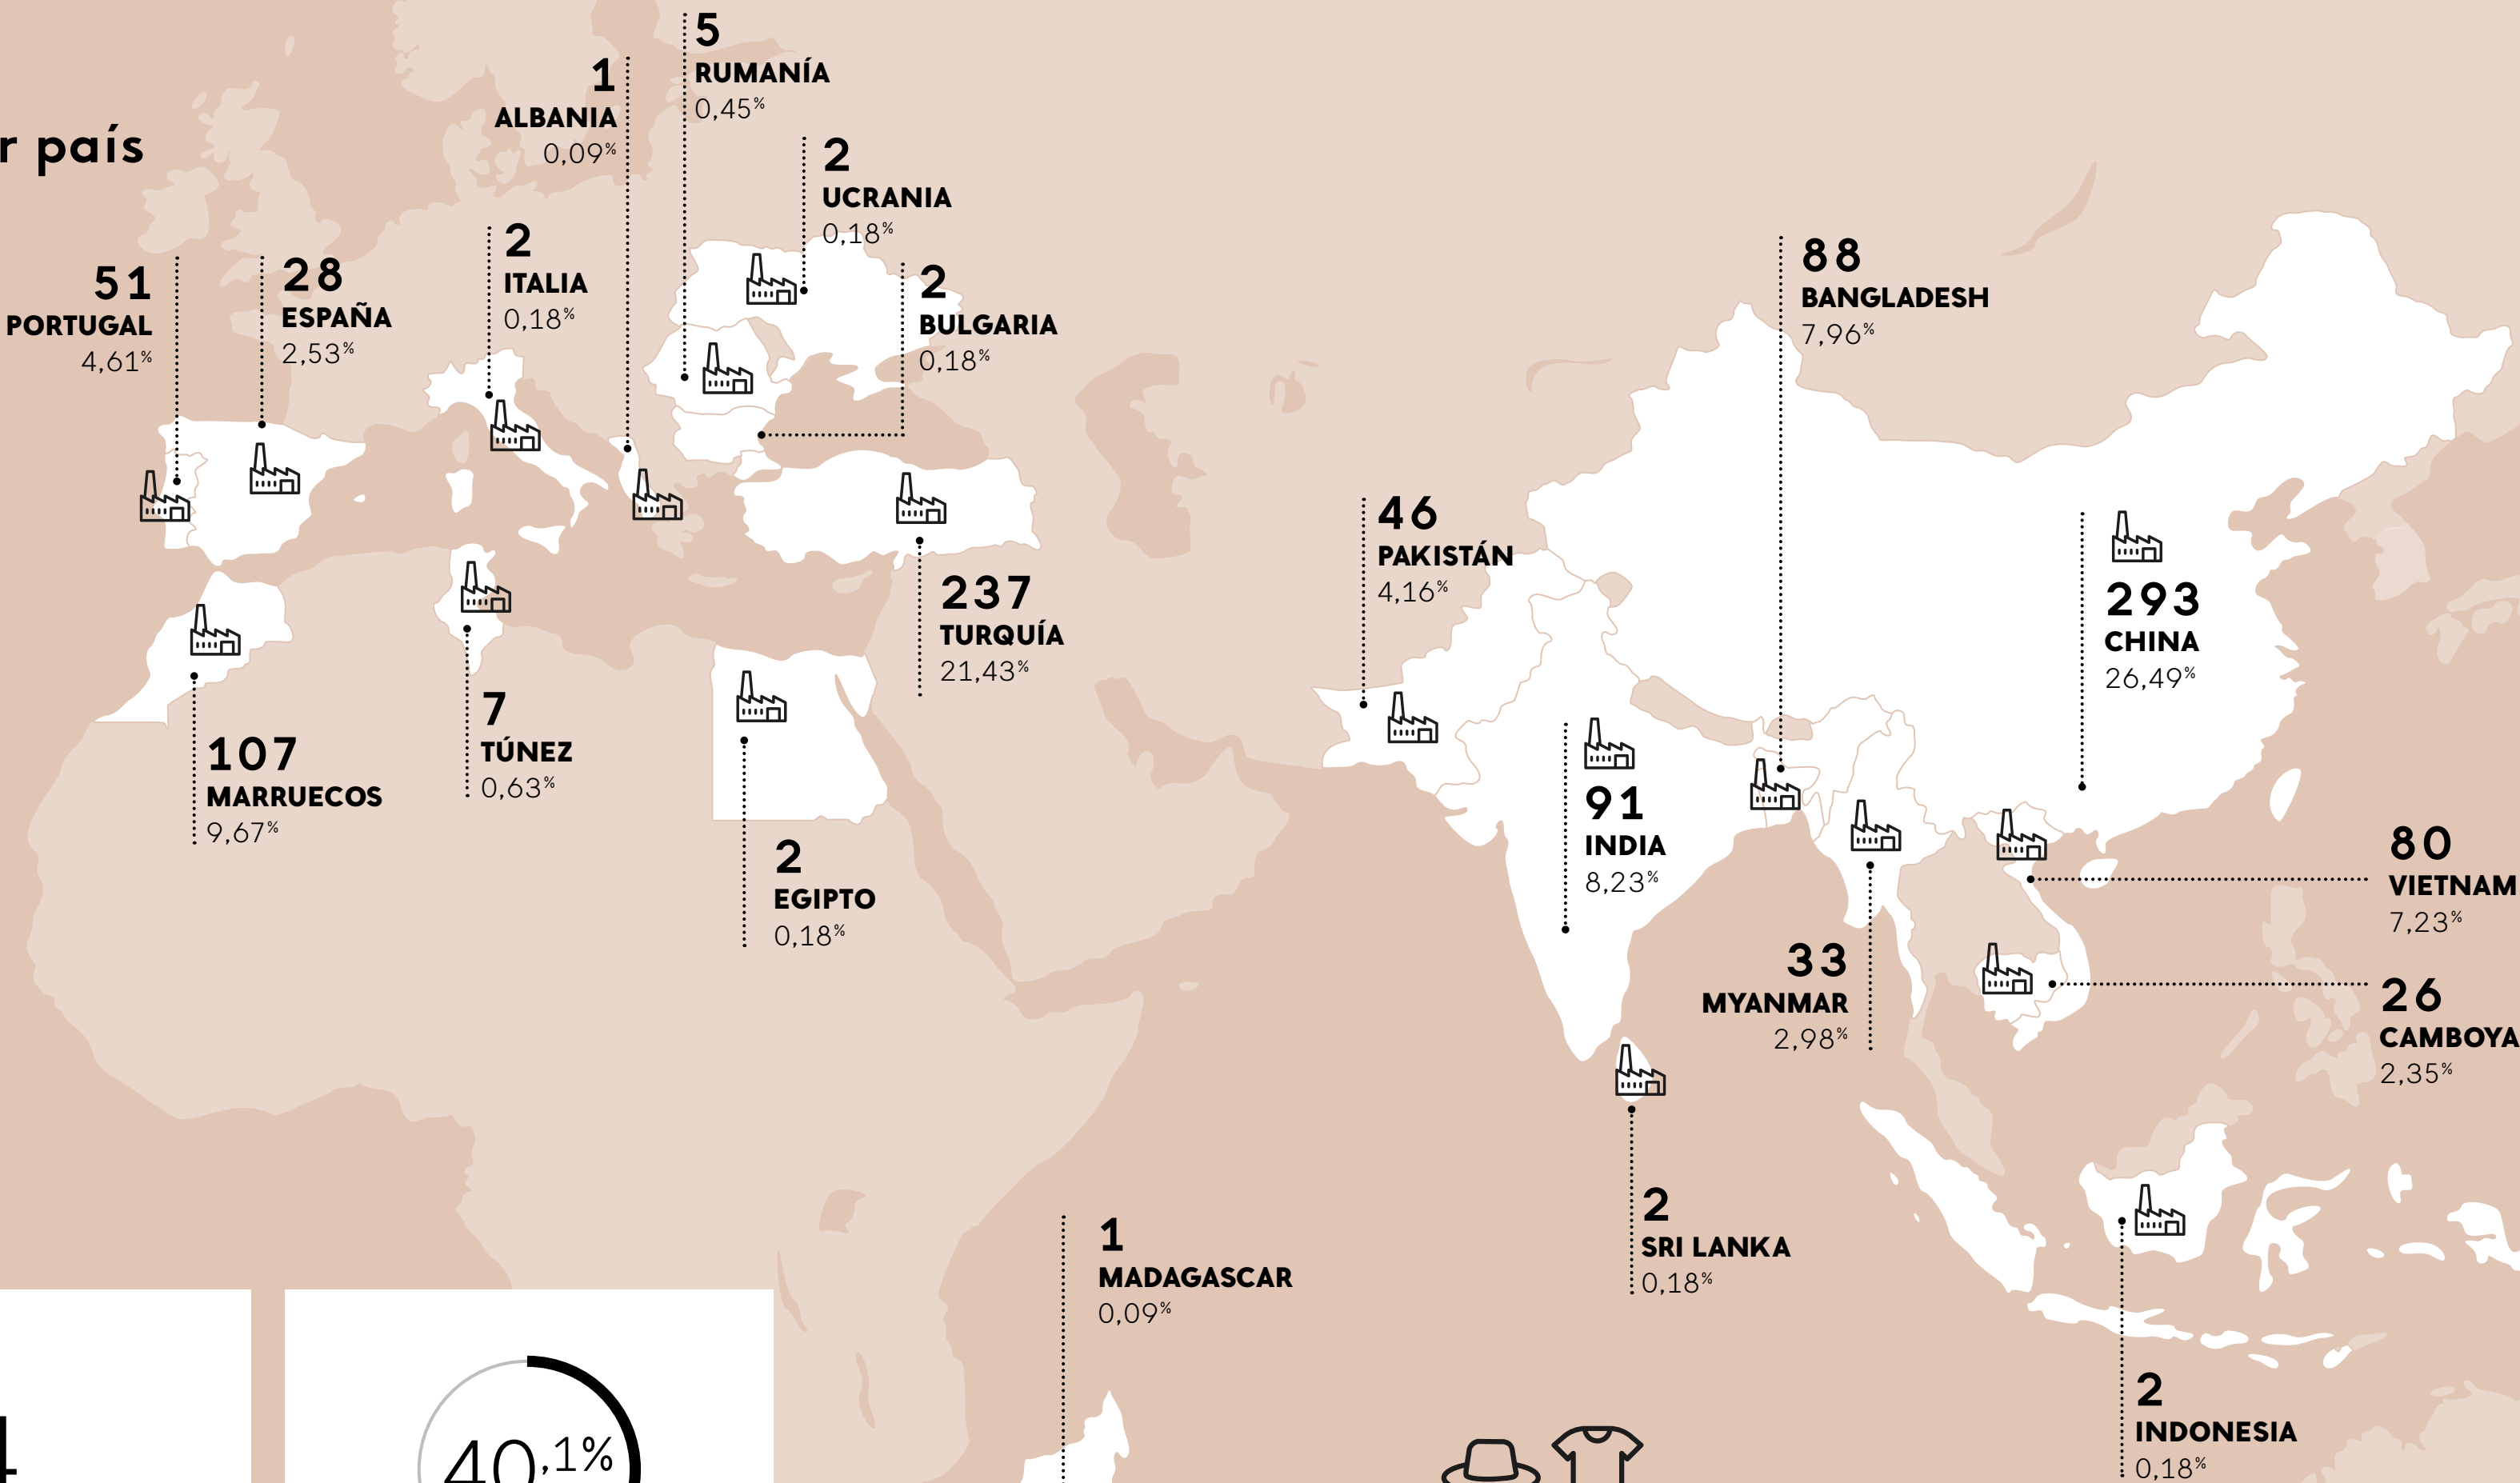 r país
5
RUMANÍA
0,45%
1
ALBANIA
0,09%
2
UCRANIA
0,18%
2
ITALIA
0,18%
51
PORTUGAL
4,61%
28
ESPAÑA
2,53%
2
BULGARIA
0,18%
88
BANGLADESH
7,96%
46
PAKISTÁN
4,16%
293
CHINA
26,49%
237
TURQUÍA
21,43%
7
TÚNEZ
0,63%
107
MARRUECOS
9,67%
2
EGIPTO
0,18%
91
INDIA
8,23%
80
VIETNAM
7,23%
33
MYANMAR
2,98%
26
CAMBOYA
2,35%
2
SRI LANKA
0,18%
1
MADAGASCAR
0,09%
2
INDONESIA
0,18%
4
40,1%